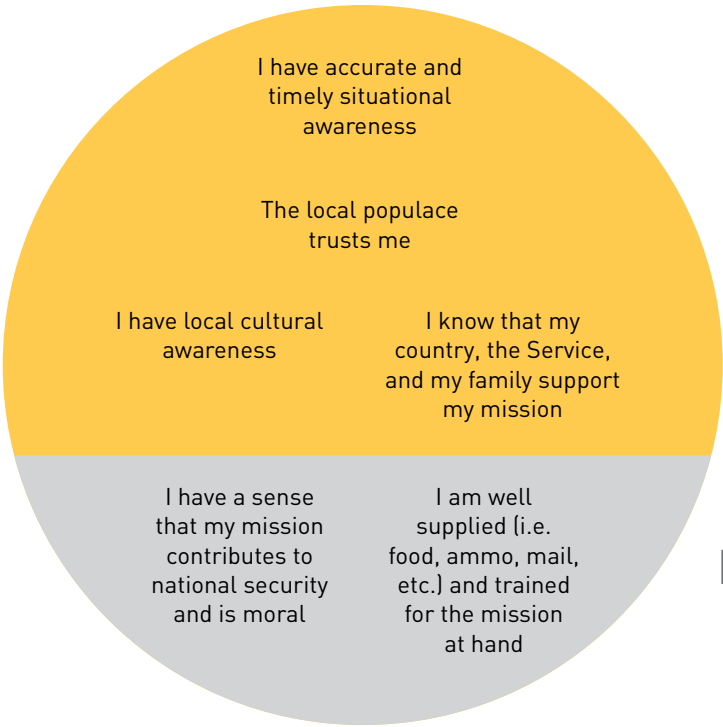 I have accurate and
timely situational
awareness
The local populace
trusts me
I have local cultural
awareness
I know that my
country, the Service,
and my family support
my mission
I have a sense
that my mission
contributes to
national security
and is moral
I am well
supplied (i.e.
food, ammo, mail,
etc.) and trained
for the mission
at hand